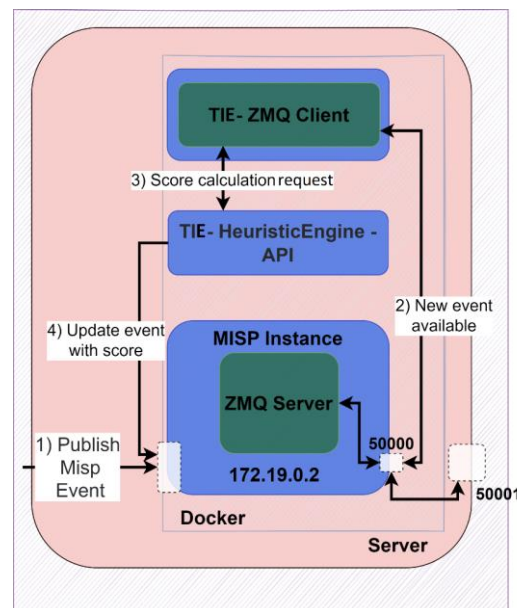 TIE- ZMQ Client
3) Score calculation request
TIE- HeuristicEngine -
API
2) New event
available
4) Update event
with score
MISP Instance
ZMQ Server
50000
1) Publish
Misp
Event
172.19.0.2
50001
Docker
Server